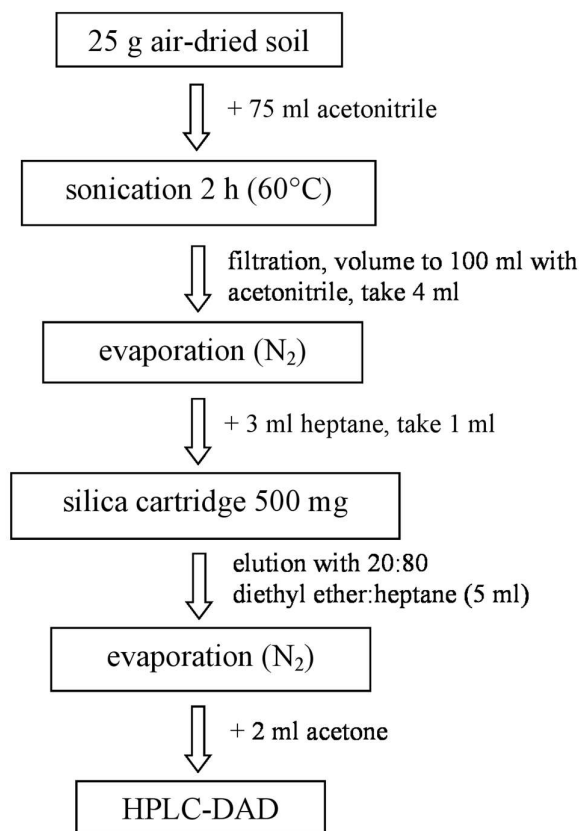 25 g air-dried soil
+ 75 ml acetonitrile
sonication 2 h (60°C)
filtration, volume to 100 ml with
acetonitrile, take 4 ml
evaporation (N₂)
+ 3 ml heptane, take 1 ml
silica cartridge 500 mg
elution with 20:80
diethyl ether:heptane (5 ml)
evaporation (N₂)
+ 2 ml acetone
HPLC-DAD